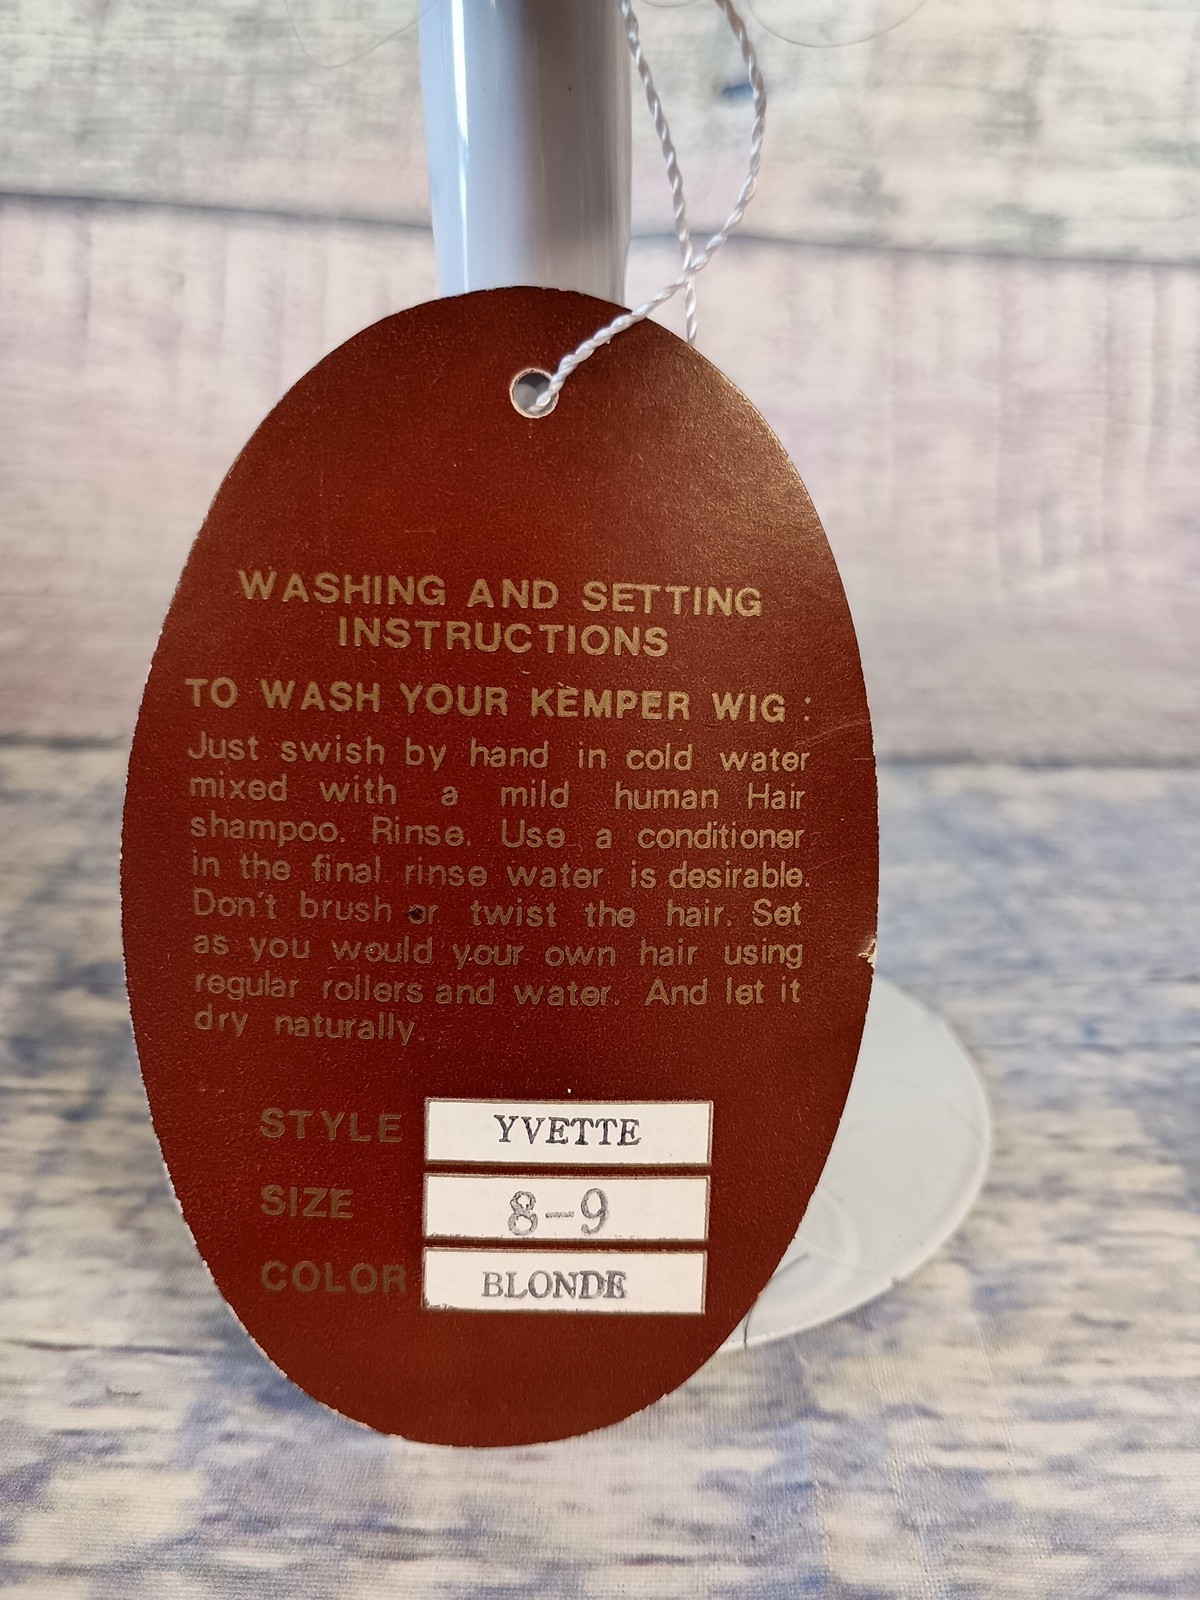 WASHING AND SETTING
INSTRUCTIONS
TO WASH YOUR KEMPER WIG :
Just swish by hand in cold water
mixed with a mild human Hair
shampoo. Rinse. Use a conditioner
in the final rinse water is desirable.
Don't brush or twist the hair. Set
as you would your own hair using
regular rollers and water. And let it
dry naturally.
STYLE YVETTE
SIZE 8-9
COLOR BLONDE